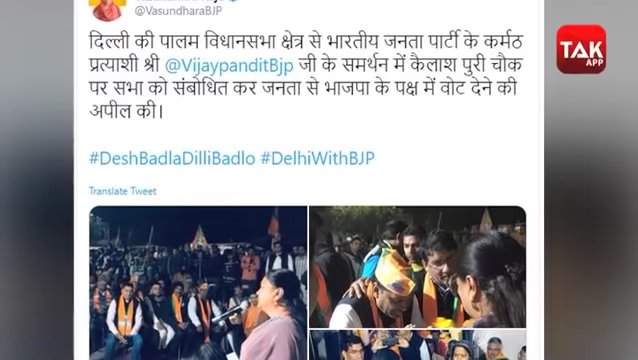 @VasundharaBJP
दिल्ली की पालम विधानसभा क्षेत्र से भारतीय जनता पार्टी के कर्मठ
प्रत्याशी श्री @VijaypanditBjp जी के समर्थन में कैलाश पुरी चौक
पर सभा को संबोधित कर जनता से भाजपा के पक्ष में वोट देने की
अपील की।
#DeshBadlaDilliBadlo #DelhiWithBJP
Translate Tweet
TAK
APP